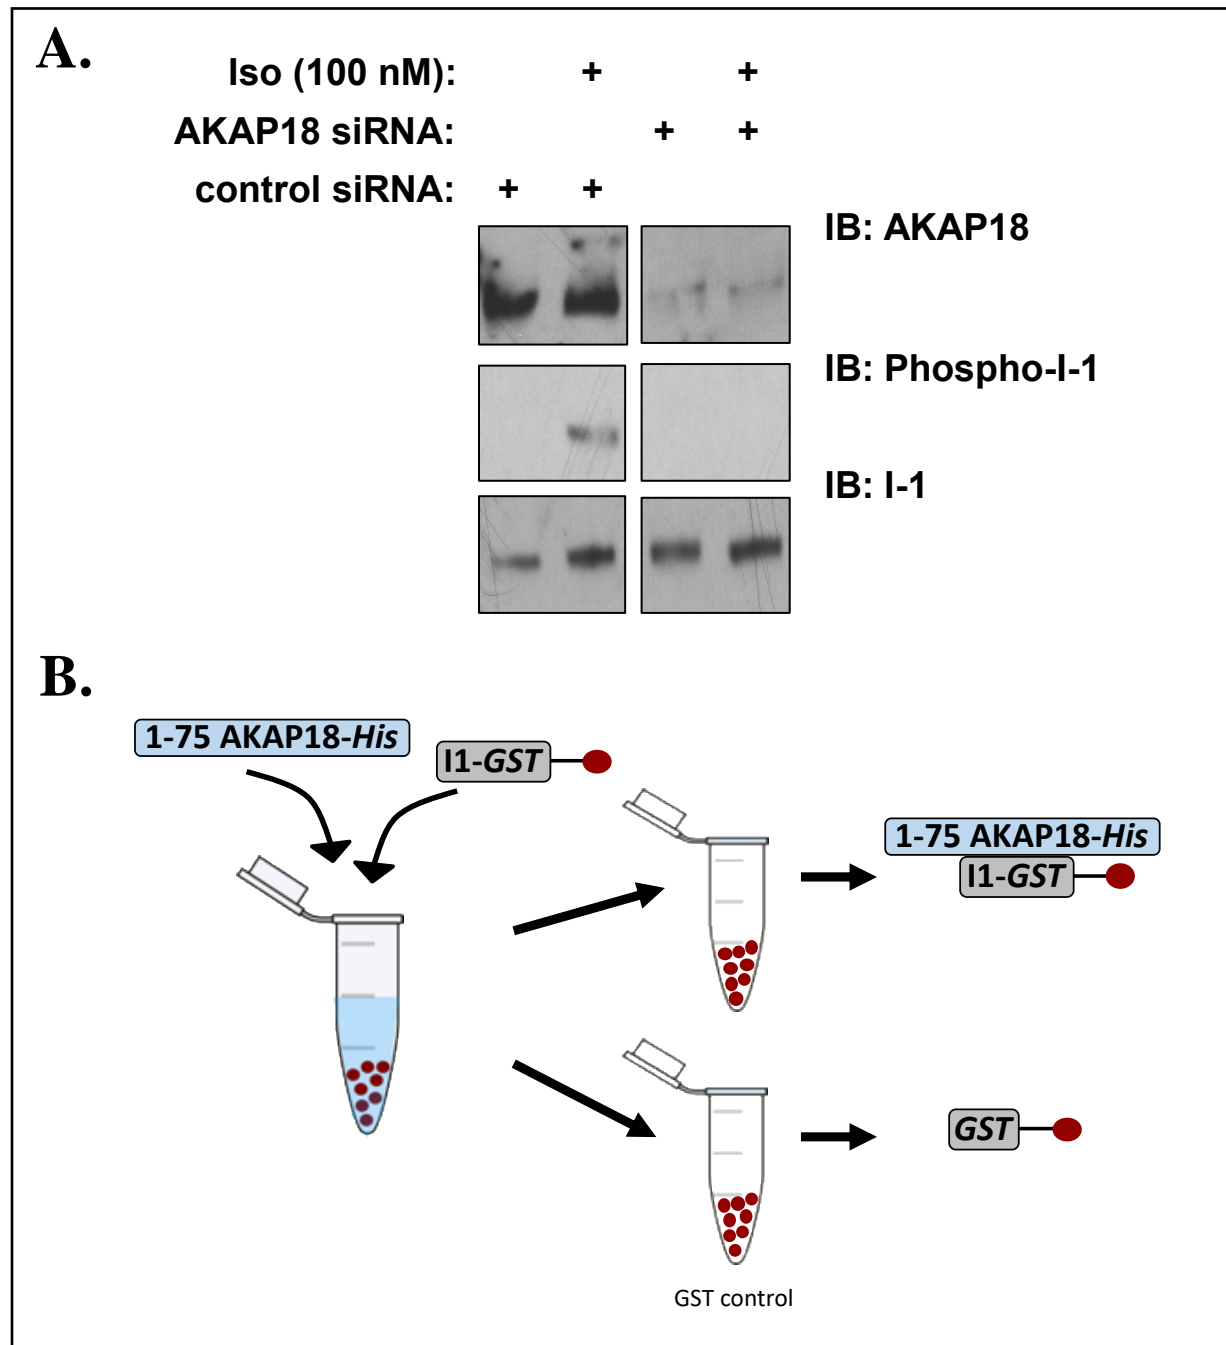 A.
Iso (100 nM): + +
AKAP18 siRNA: + +
control siRNA: + +
IB: AKAP18
IB: Phospho-I-1
IB: I-1
B.
1-75 AKAP18-His
I1-GST
1-75 AKAP18-His
I1-GST
GST
GST control